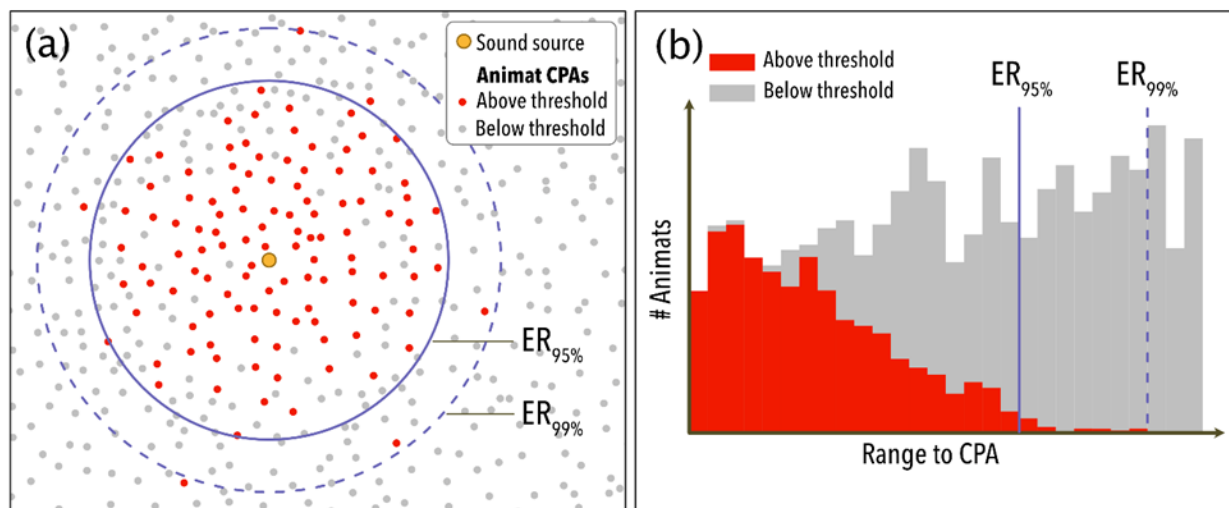 (a)
Sound source
Animat CPAs
Above threshold
Below threshold
ER95%
ER99%
(b)
Above threshold
Below threshold
ER95%
ER99%
# Animats
Range to CPA